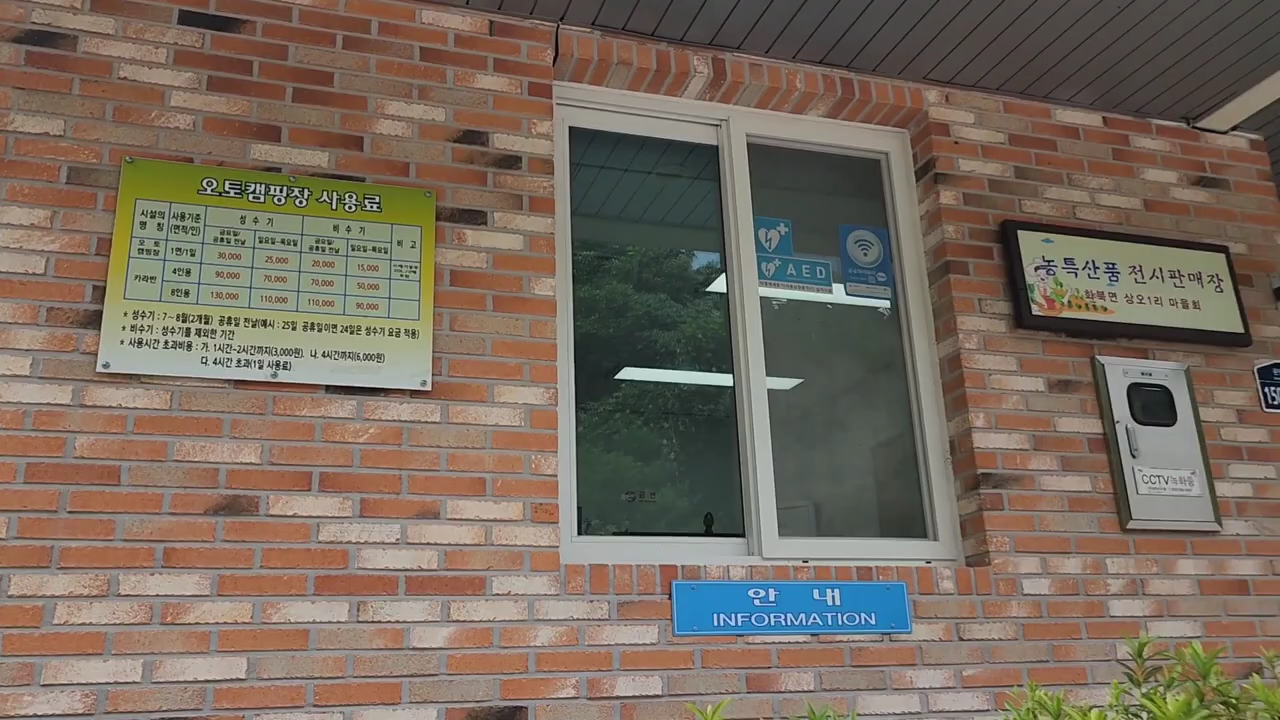 오토캠핑장 사용료
시설의 명칭 사용기준 (면적/인) 성수기 비수기 비고
금요일/공휴일 전날 일요일~목요일 금요일/공휴일 전날 일요일~목요일
오토캠핑장 1면/1일 30,000 25,000 20,000 15,000
카라반 4인용 90,000 70,000 70,000 50,000
8인용 130,000 110,000 110,000 90,000
* 성수기 : 7~8월(2개월) 공휴일 전날(예시 : 25일 공휴일이면 24일은 성수기 요금 적용)
* 비수기 : 성수기를 제외한 기간
* 사용시간 초과비용 : 가. 1시간~2시간까지(3,000원). 나. 4시간까지(6,000원)
다. 4시간 초과(1일 사용료)
AED
안내
INFORMATION
농특산품 전시판매장
화북면 상오1리 마을회
CCTV녹화중